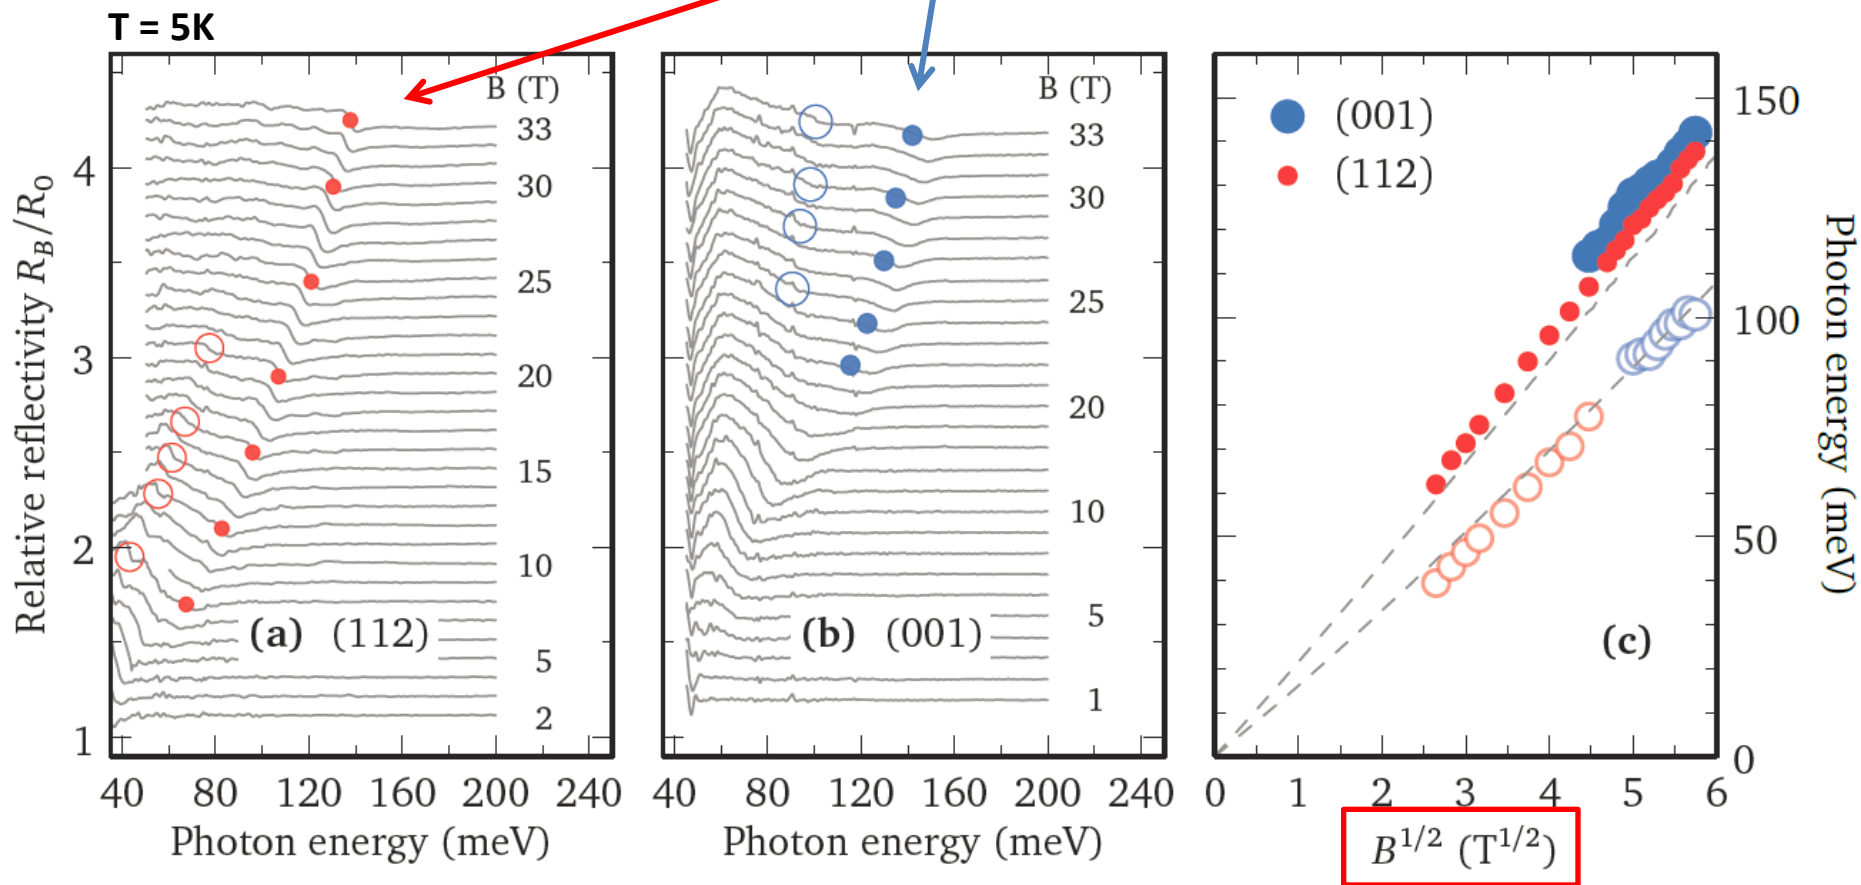 T = 5K
Relative reflectivity R_B/R_0
4
3
2
1
B (T)
33
30
25
20
15
10
5
2
(a) (112)
40 80 120 160 200 240
Photon energy (meV)
B (T)
33
30
25
20
10
5
1
(b) (001)
40 80 120 160 200 240
Photon energy (meV)
(001)
(112)
(c)
150
100
50
0
Photon energy (meV)
0 1 2 3 4 5 6
B^{1/2} (T^{1/2})